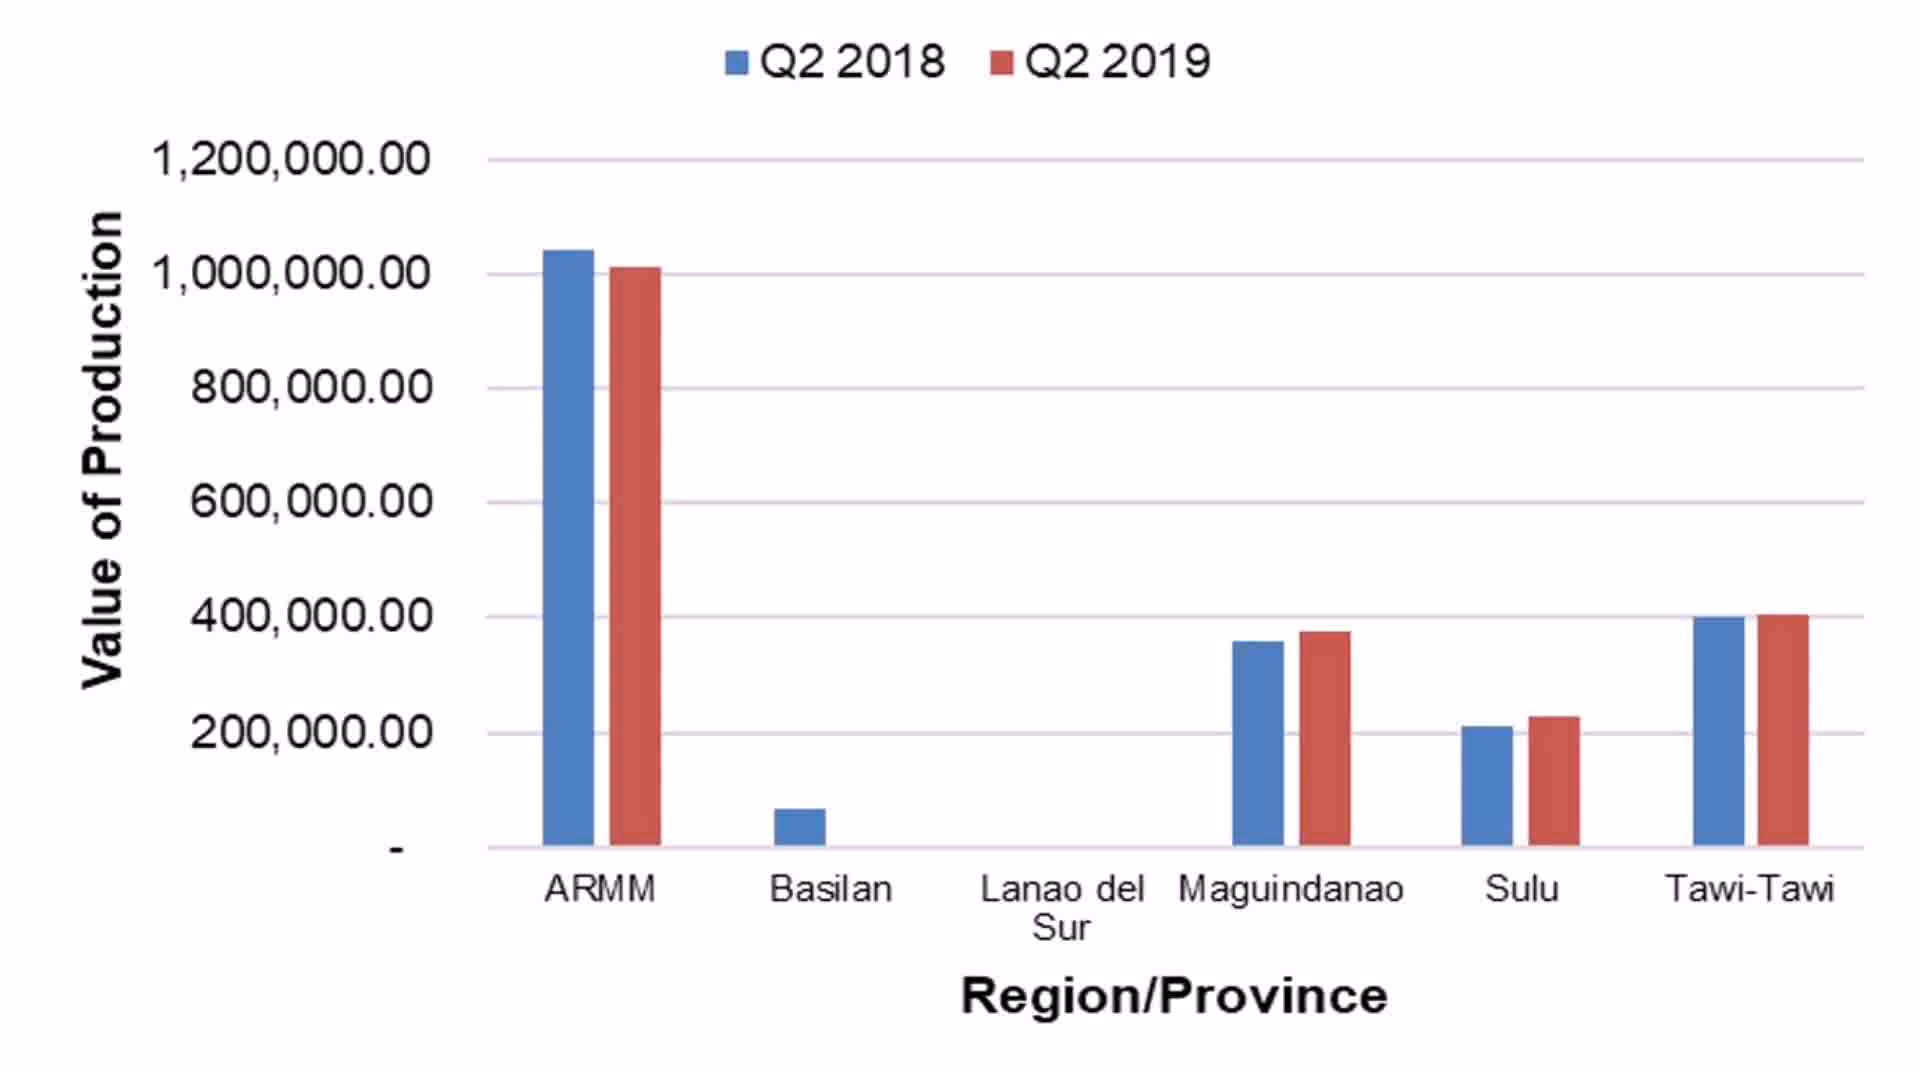 Q2 2018 Q2 2019
1,200,000.00
1,000,000.00
800,000.00
600,000.00
400,000.00
200,000.00
-
Value of Production
ARMM Basilan Lanao del Sur Maguindanao Sulu Tawi-Tawi
Region/Province